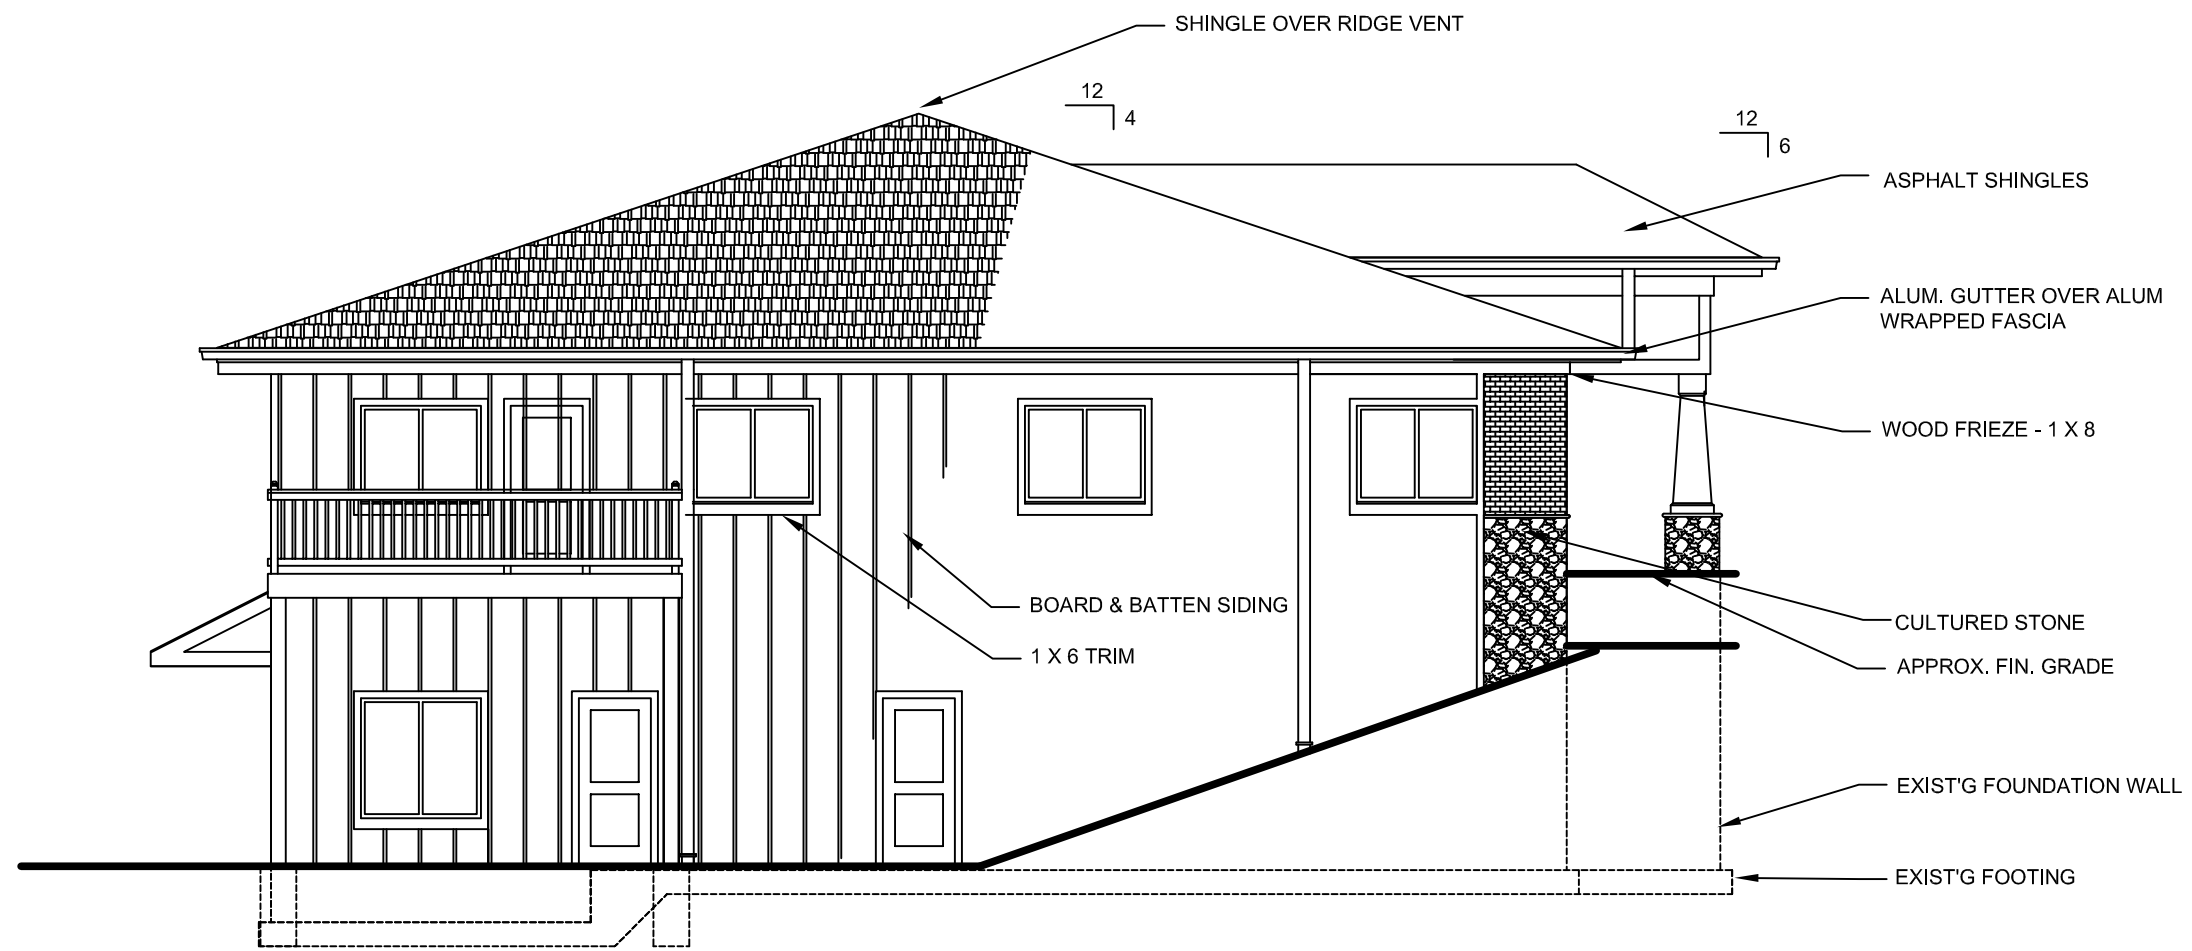 SHINGLE OVER RIDGE VENT
12
4
12
6
ASPHALT SHINGLES
ALUM. GUTTER OVER ALUM
WRAPPED FASCIA
WOOD FRIEZE - 1 X 8
BOARD & BATTEN SIDING
1 X 6 TRIM
CULTURED STONE
APPROX. FIN. GRADE
EXIST'G FOUNDATION WALL
EXIST'G FOOTING